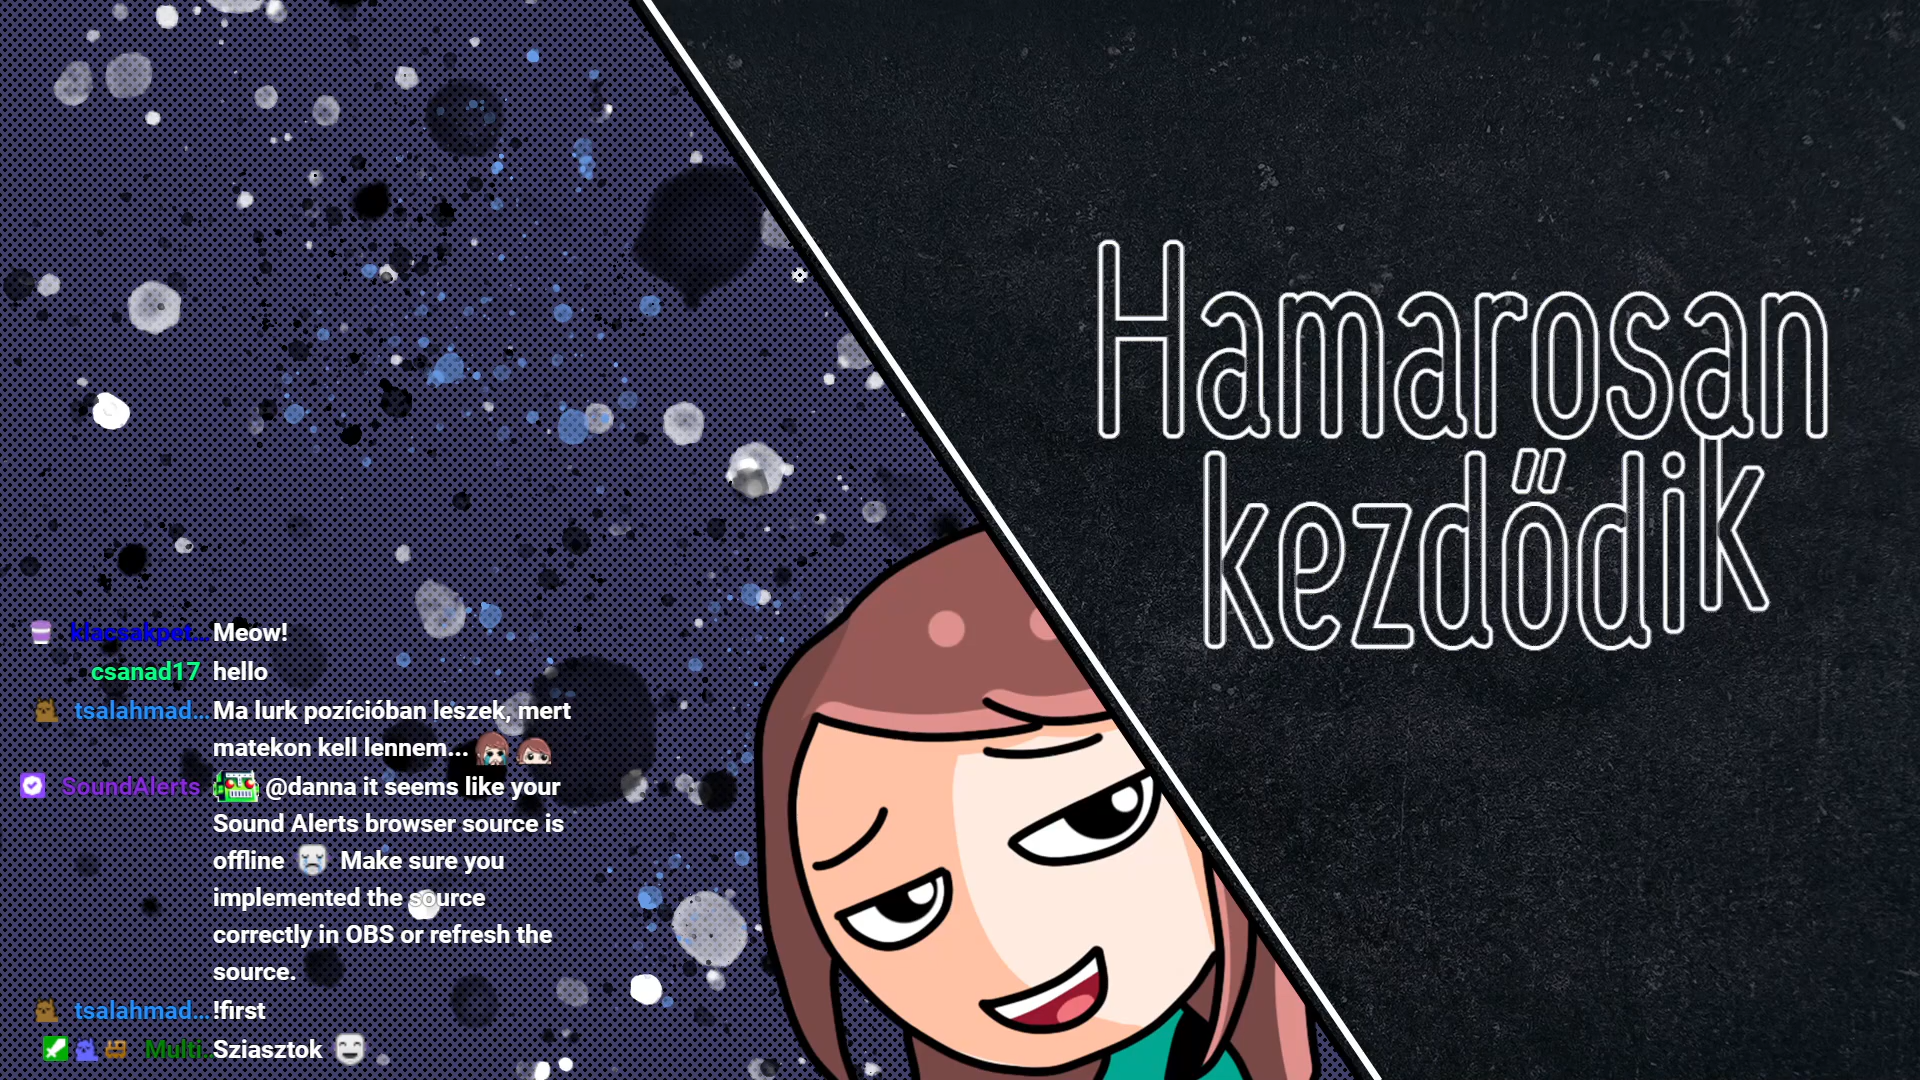 Hamarosan
kezdődik
klacsakpet... Meow!
csanad17 hello
tsalahmad... Ma lurk pozícióban leszek, mert
matekon kell lennem...
SoundAlerts @danna it seems like your
Sound Alerts browser source is
offline Make sure you
implemented the source
correctly in OBS or refresh the
source.
tsalahmad... !first
Multi... Sziasztok